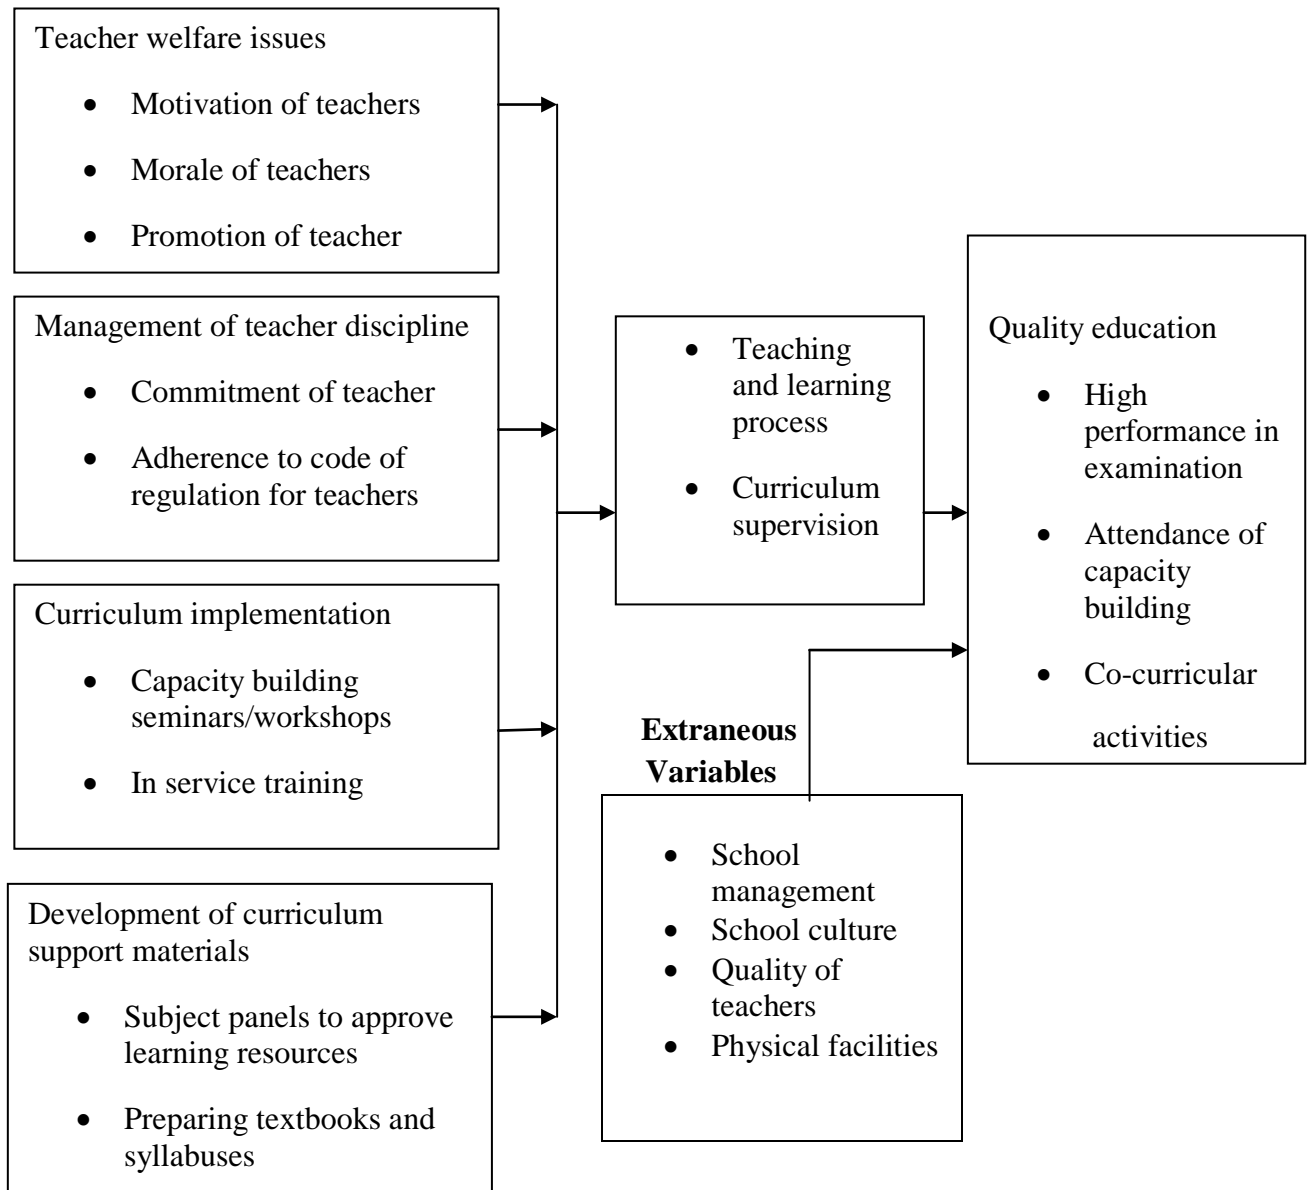 Teacher welfare issues
• Motivation of teachers
• Morale of teachers
• Promotion of teacher
Management of teacher discipline
• Commitment of teacher
• Adherence to code of
regulation for teachers
Curriculum implementation
• Capacity building
seminars/workshops
• In service training
Development of curriculum
support materials
• Subject panels to approve
learning resources
• Preparing textbooks and
syllabuses
• Teaching
and learning
process
• Curriculum
supervision
Extraneous
Variables
• School
management
• School culture
• Quality of
teachers
• Physical facilities
Quality education
• High
performance in
examination
• Attendance of
capacity
building
• Co-curricular
activities